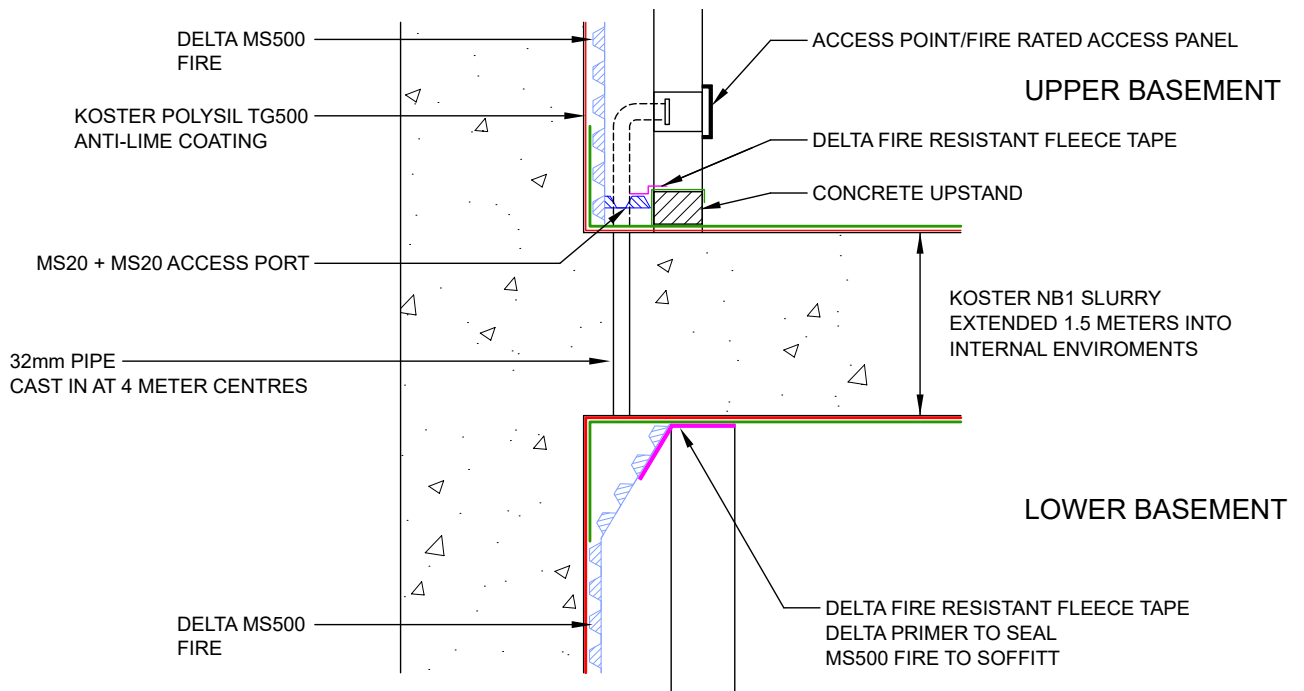 DELTA MS500
FIRE
ACCESS POINT/FIRE RATED ACCESS PANEL
UPPER BASEMENT
KOSTER POLYSIL TG500
ANTI-LIME COATING
DELTA FIRE RESISTANT FLEECE TAPE
CONCRETE UPSTAND
MS20 + MS20 ACCESS PORT
KOSTER NB1 SLURRY
EXTENDED 1.5 METERS INTO
INTERNAL ENVIROMENTS
32mm PIPE
CAST IN AT 4 METER CENTRES
LOWER BASEMENT
DELTA MS500
FIRE
DELTA FIRE RESISTANT FLEECE TAPE
DELTA PRIMER TO SEAL
MS500 FIRE TO SOFFITT